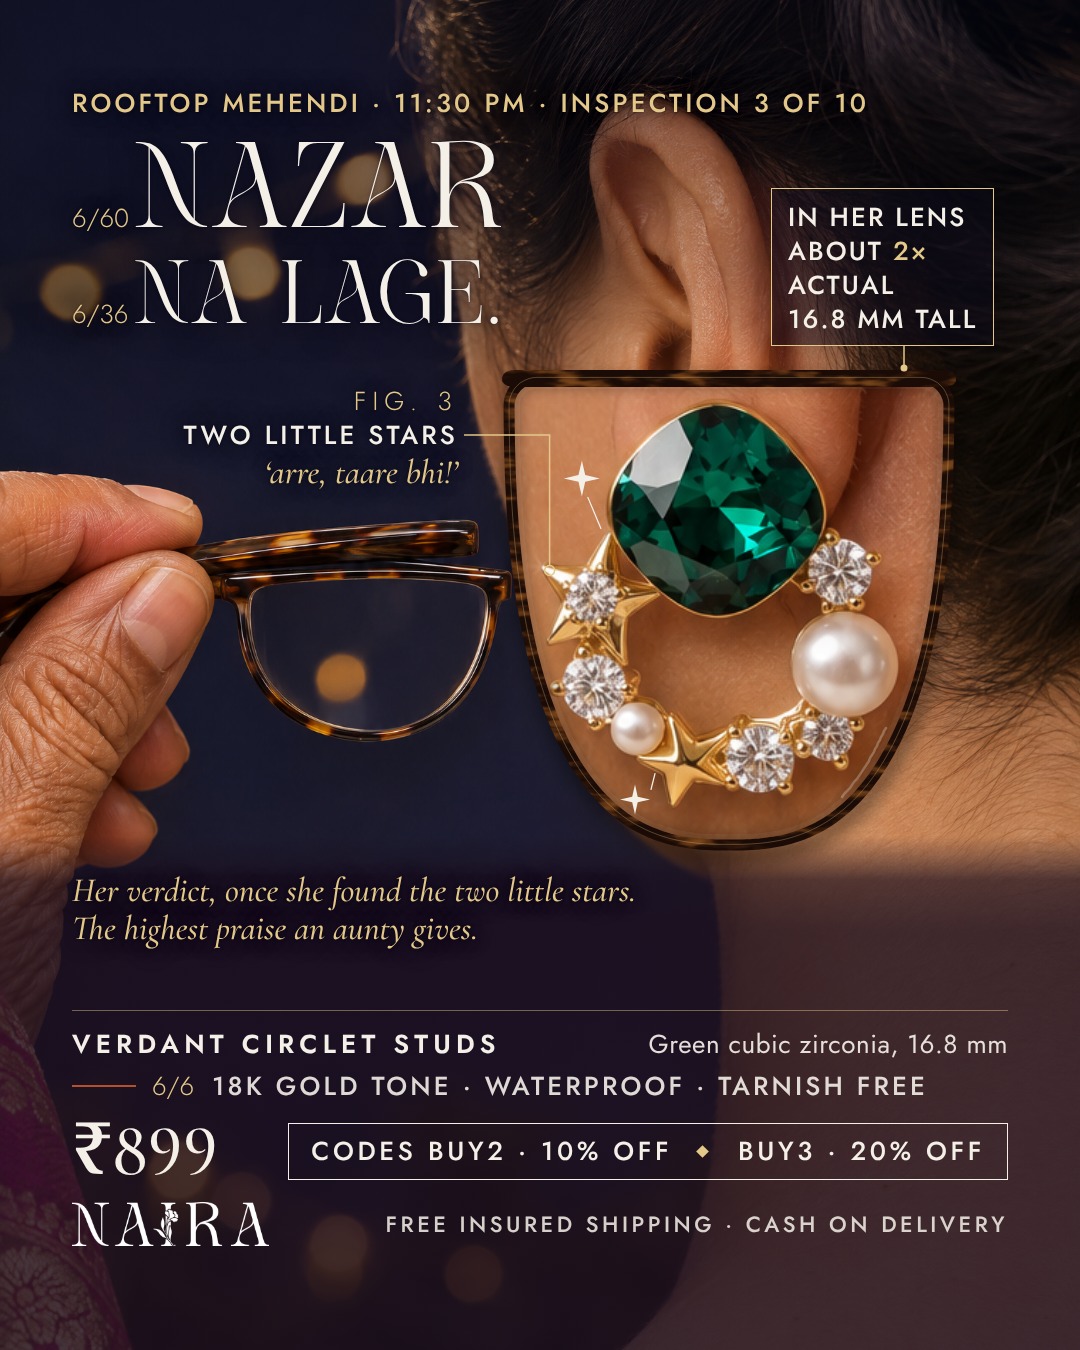 ROOFTOP MEHENDI · 11:30 PM · INSPECTION 3 OF 10
6/60 NAZAR
6/36 NA LAGE.
IN HER LENS
ABOUT 2×
ACTUAL
16.8 MM TALL
FIG. 3
TWO LITTLE STARS
‘arre, taare bhi!’
Her verdict, once she found the two little stars.
The highest praise an aunty gives.
VERDANT CIRCLET STUDS
Green cubic zirconia, 16.8 mm
6/6 18K GOLD TONE · WATERPROOF · TARNISH FREE
₹899
CODES BUY2 · 10% OFF ◆ BUY3 · 20% OFF
NAIRA
FREE INSURED SHIPPING · CASH ON DELIVERY